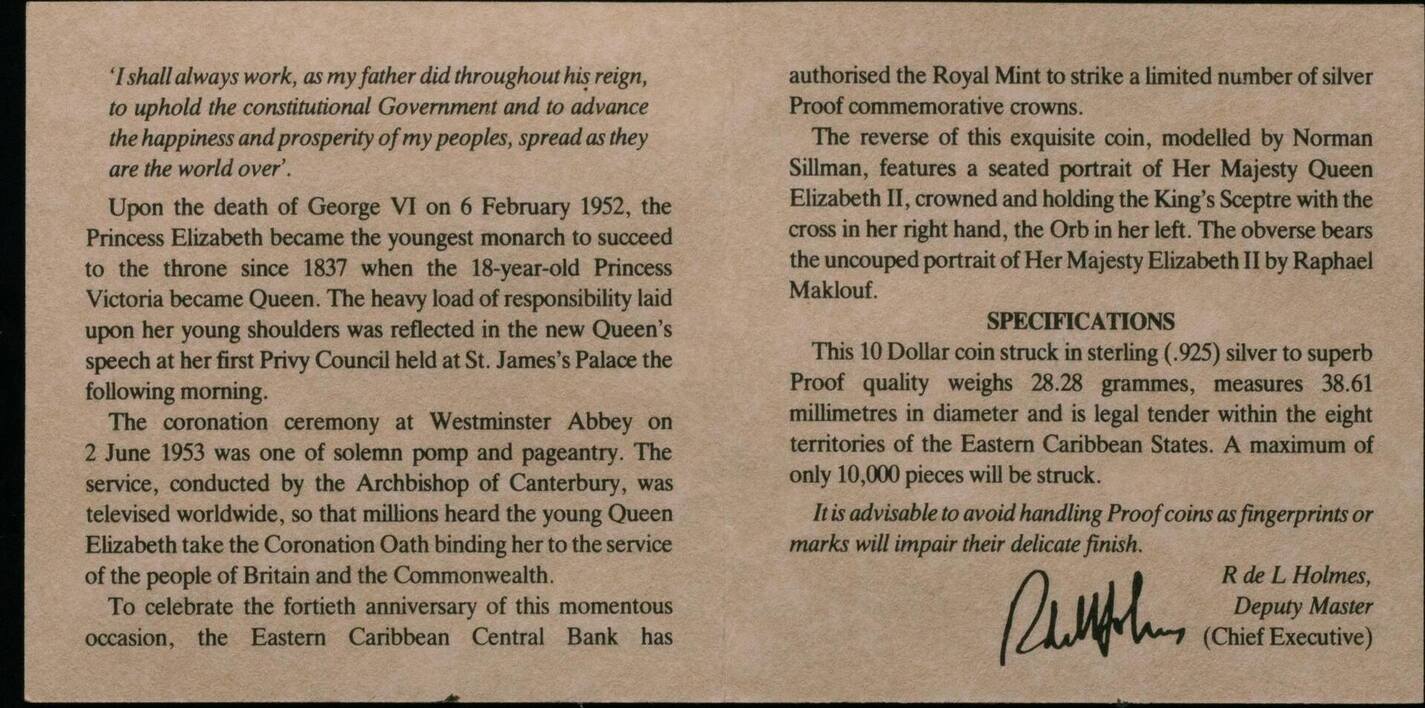 ‘I shall always work, as my father did throughout his reign,
to uphold the constitutional Government and to advance
the happiness and prosperity of my peoples, spread as they
are the world over’.
Upon the death of George VI on 6 February 1952, the
Princess Elizabeth became the youngest monarch to succeed
to the throne since 1837 when the 18-year-old Princess
Victoria became Queen. The heavy load of responsibility laid
upon her young shoulders was reflected in the new Queen’s
speech at her first Privy Council held at St. James’s Palace the
following morning.
The coronation ceremony at Westminster Abbey on
2 June 1953 was one of solemn pomp and pageantry. The
service, conducted by the Archbishop of Canterbury, was
televised worldwide, so that millions heard the young Queen
Elizabeth take the Coronation Oath binding her to the service
of the people of Britain and the Commonwealth.
To celebrate the fortieth anniversary of this momentous
occasion, the Eastern Caribbean Central Bank has
authorised the Royal Mint to strike a limited number of silver
Proof commemorative crowns.
The reverse of this exquisite coin, modelled by Norman
Sillman, features a seated portrait of Her Majesty Queen
Elizabeth II, crowned and holding the King’s Sceptre with the
cross in her right hand, the Orb in her left. The obverse bears
the uncouped portrait of Her Majesty Elizabeth II by Raphael
Maklouf.
SPECIFICATIONS
This 10 Dollar coin struck in sterling (.925) silver to superb
Proof quality weighs 28.28 grammes, measures 38.61
millimetres in diameter and is legal tender within the eight
territories of the Eastern Caribbean States. A maximum of
only 10,000 pieces will be struck.
It is advisable to avoid handling Proof coins as fingerprints or
marks will impair their delicate finish.
R de L Holmes,
Deputy Master
(Chief Executive)